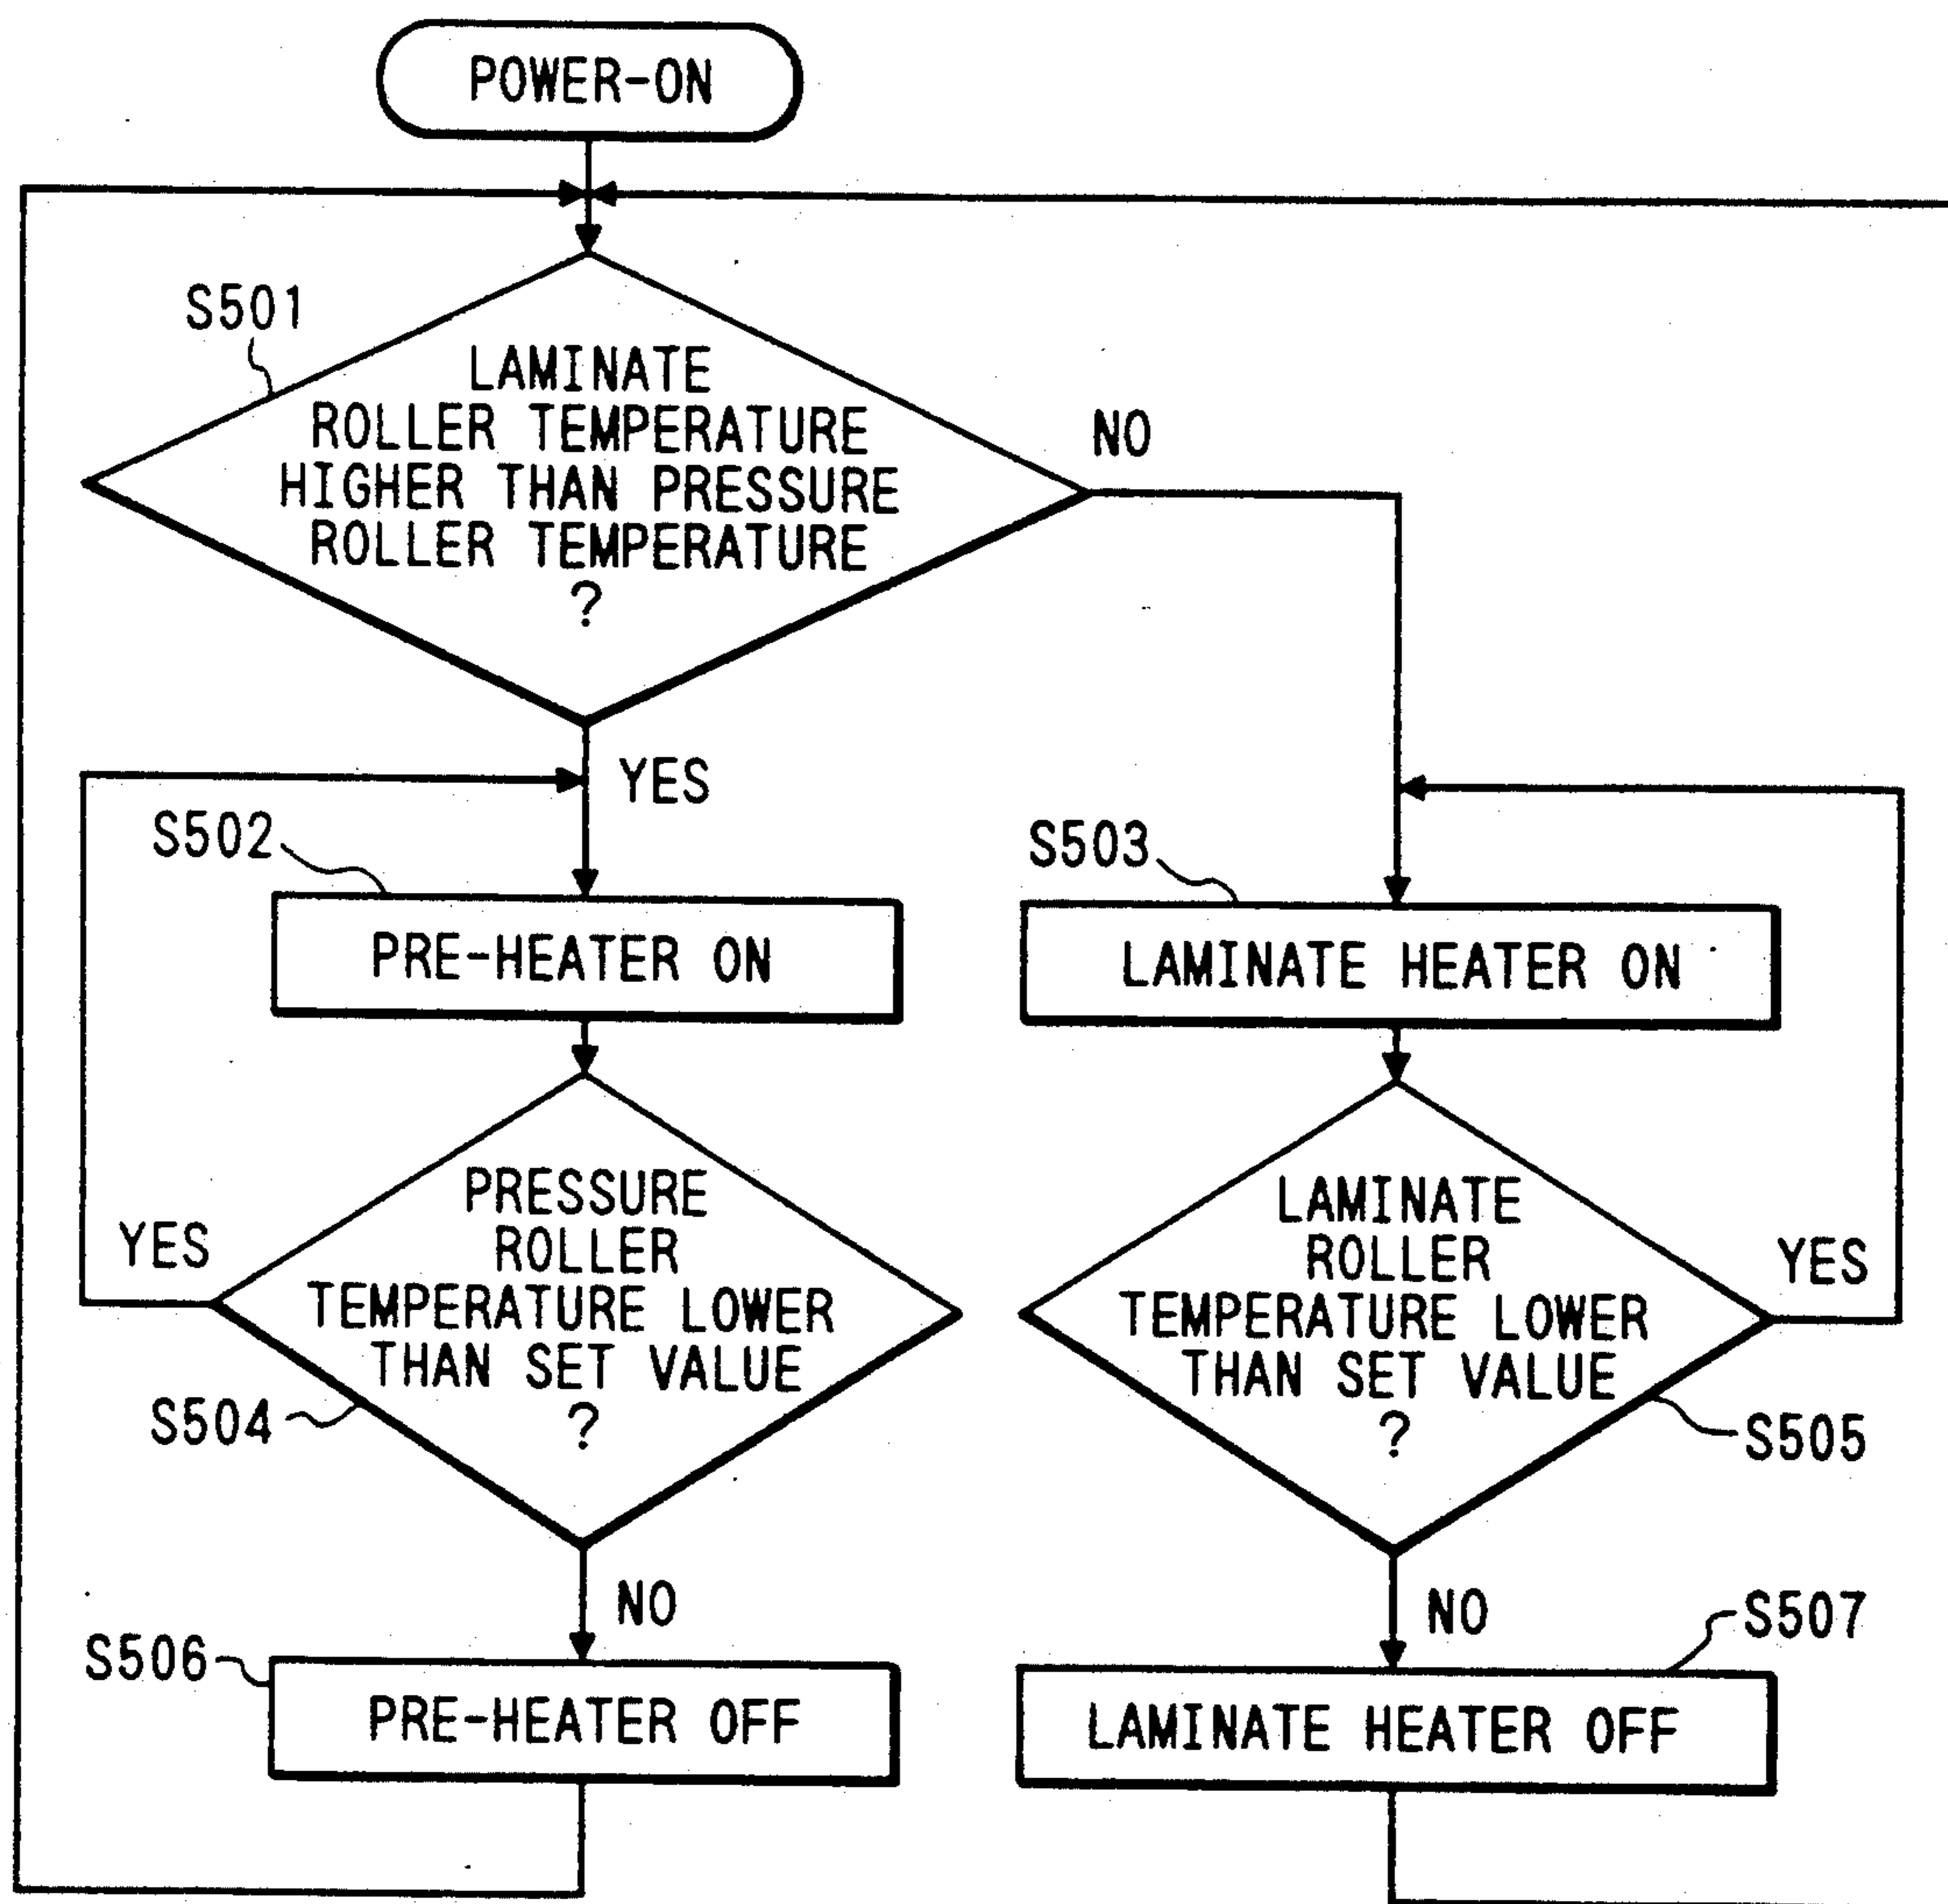 POWER-ON
S501
LAMINATE
ROLLER TEMPERATURE
HIGHER THAN PRESSURE
ROLLER TEMPERATURE
?
NO
YES
S502
PRE-HEATER ON
S503
LAMINATE HEATER ON
PRESSURE
ROLLER
TEMPERATURE LOWER
THAN SET VALUE
?
YES
S504
LAMINATE
ROLLER
TEMPERATURE LOWER
THAN SET VALUE
?
YES
S505
NO
S506
PRE-HEATER OFF
NO
S507
LAMINATE HEATER OFF